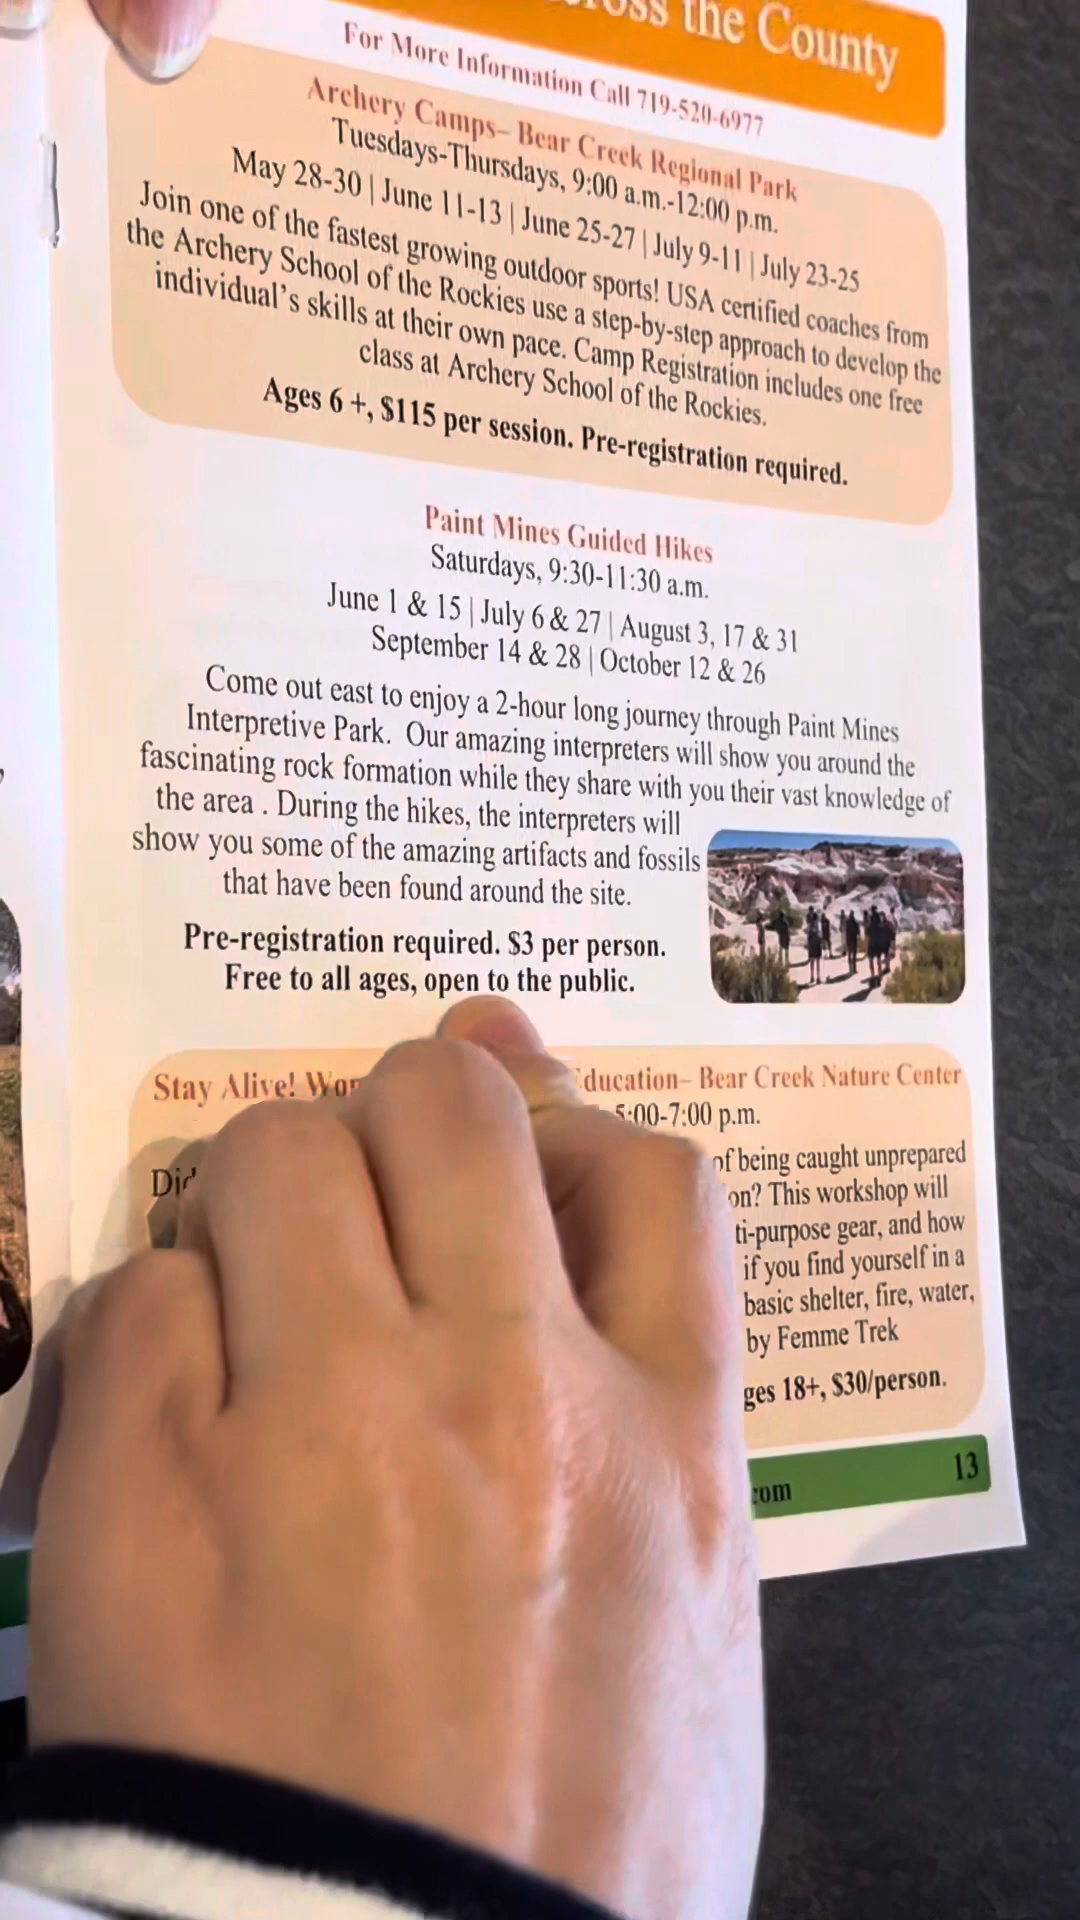 the County
For More Information Call 719-520-6977
Archery Camps– Bear Creek Regional Park
Tuesdays-Thursdays, 9:00 a.m.-12:00 p.m.
May 28-30 | June 11-13 | June 25-27 | July 9-11 | July 23-25
Join one of the fastest growing outdoor sports! USA certified coaches from
the Archery School of the Rockies use a step-by-step approach to develop the
individual's skills at their own pace. Camp Registration includes one free
class at Archery School of the Rockies.
Ages 6 +, $115 per session. Pre-registration required.
Paint Mines Guided Hikes
Saturdays, 9:30-11:30 a.m.
June 1 & 15 | July 6 & 27 | August 3, 17 & 31
September 14 & 28 | October 12 & 26
Come out east to enjoy a 2-hour long journey through Paint Mines
Interpretive Park. Our amazing interpreters will show you around the
fascinating rock formation while they share with you their vast knowledge of
the area . During the hikes, the interpreters will
show you some of the amazing artifacts and fossils
that have been found around the site.
Pre-registration required. $3 per person.
Free to all ages, open to the public.
Stay Alive! – Bear Creek Nature Center
5:00-7:00 p.m.
of being caught unprepared
This workshop will
gear, and how
if you find yourself in a
basic shelter, fire, water,
by Femme Trek
18+, $30/person.
13